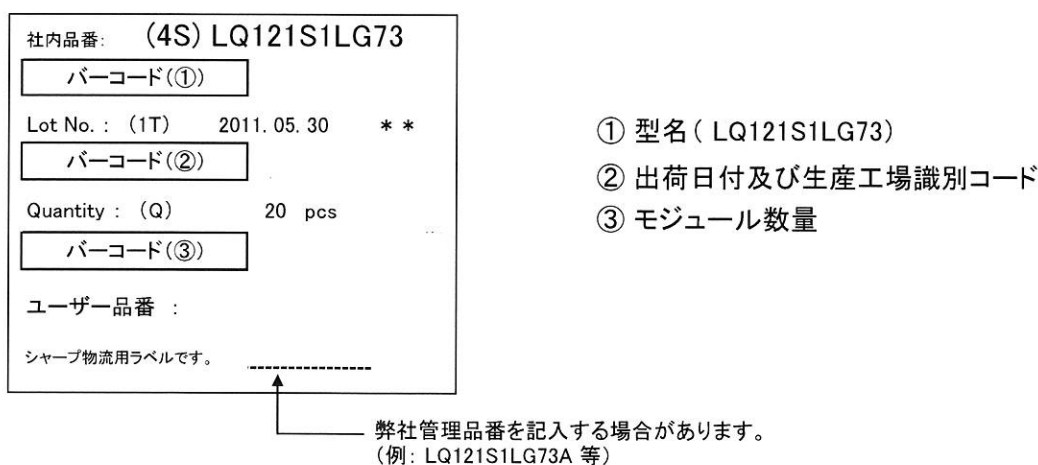 社内品番: (4S) LQ121S1LG73
バーコード(①)
Lot No. : (1T) 2011. 05. 30 * *
バーコード(②)
Quantity : (Q) 20 pcs
バーコード(③)
ユーザー品番 :
シャープ物流用ラベルです。
① 型名( LQ121S1LG73)
② 出荷日付及び生産工場識別コード
③ モジュール数量
弊社管理品番を記入する場合があります。
(例: LQ121S1LG73A 等)